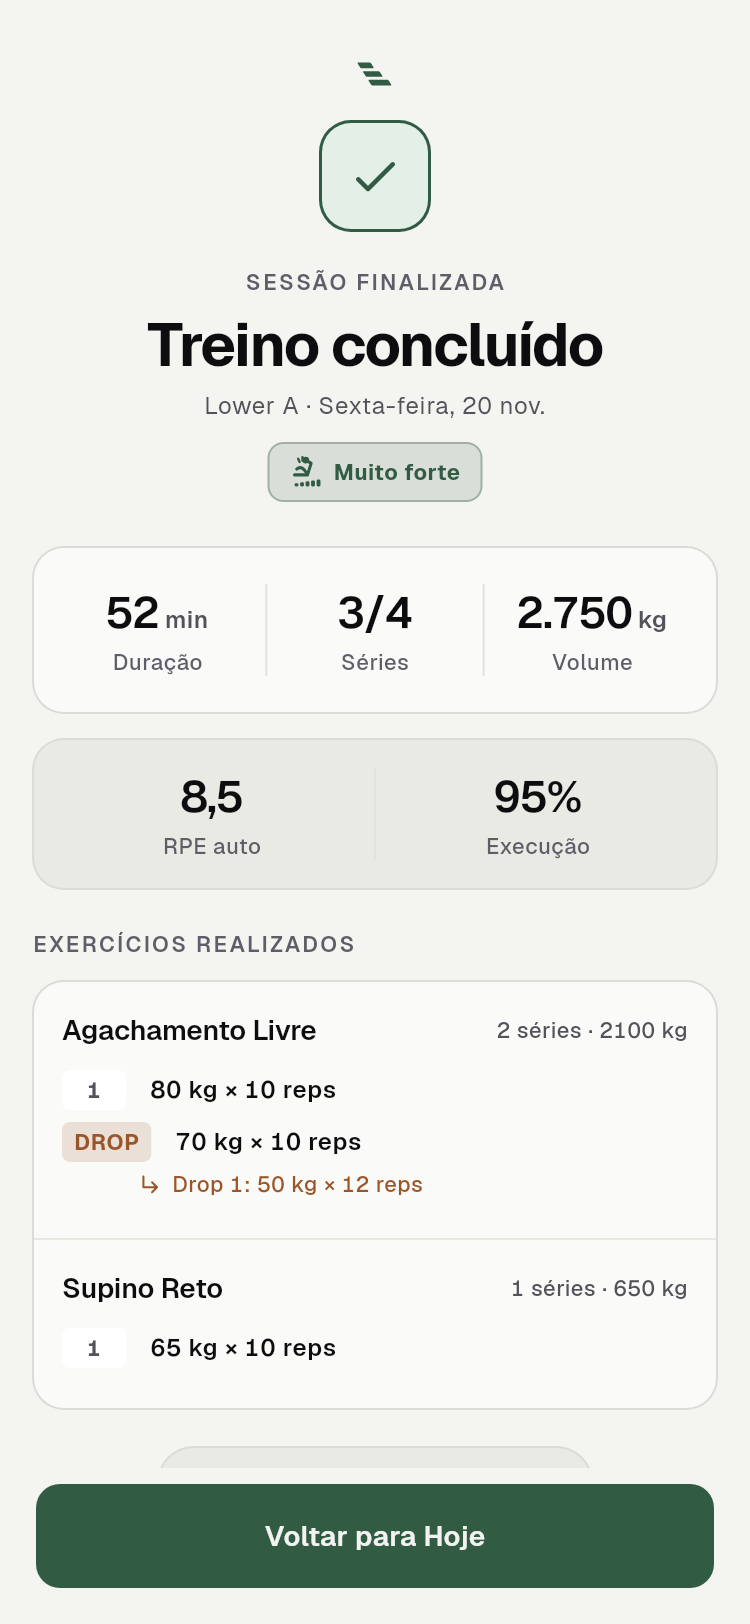 SESSÃO FINALIZADA
Treino concluído
Lower A · Sexta-feira, 20 nov.
Muito forte
52 min
Duração
3/4
Séries
2.750 kg
Volume
8,5
RPE auto
95%
Execução
EXERCÍCIOS REALIZADOS
Agachamento Livre 2 séries · 2100 kg
1 80 kg × 10 reps
DROP 70 kg × 10 reps
↳ Drop 1: 50 kg × 12 reps
Supino Reto 1 séries · 650 kg
1 65 kg × 10 reps
Voltar para Hoje